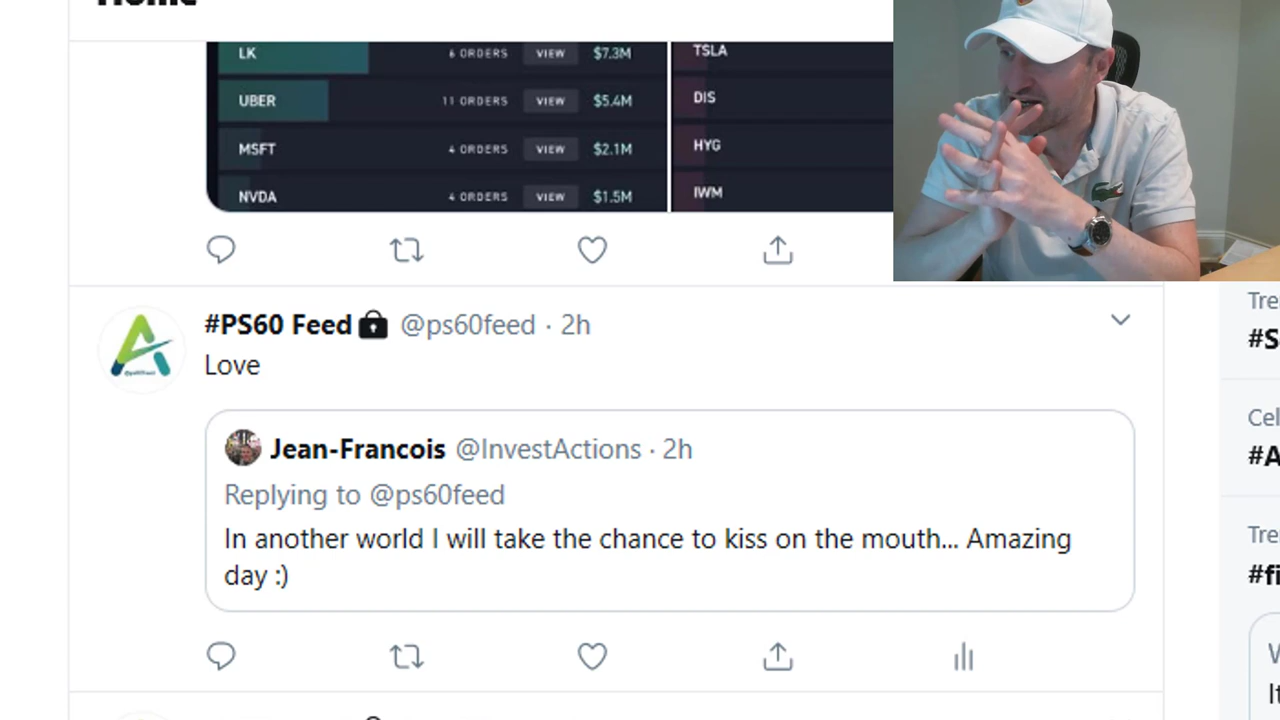 Home
LK 6 ORDERS VIEW $7.3M
UBER 11 ORDERS VIEW $5.4M
MSFT 4 ORDERS VIEW $2.1M
NVDA 4 ORDERS VIEW $1.5M
TSLA
DIS
HYG
IWM
#PS60 Feed @ps60feed · 2h
Love
Jean-Francois @InvestActions · 2h
Replying to @ps60feed
In another world I will take the chance to kiss on the mouth... Amazing
day :)
Tre
#S
Cel
#A
Tre
#fi